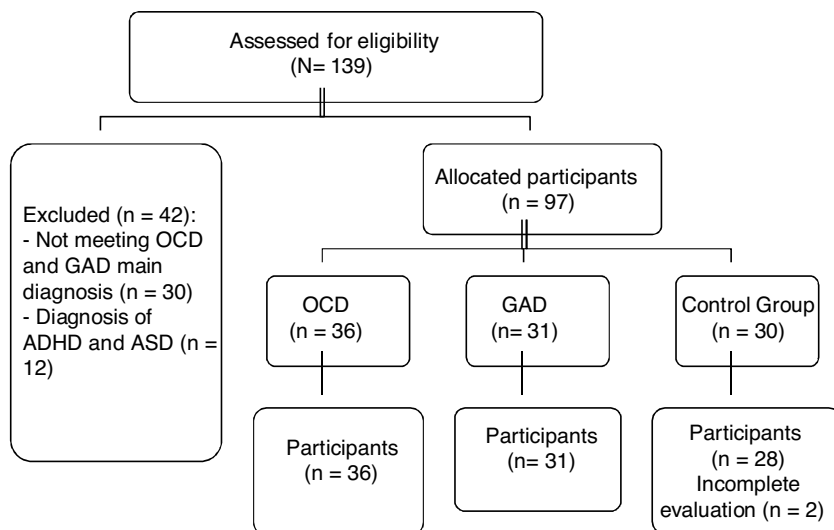 Assessed for eligibility
(N= 139)
Excluded (n = 42):
- Not meeting OCD
and GAD main
diagnosis (n = 30)
- Diagnosis of
ADHD and ASD (n =
12)
Allocated participants
(n = 97)
OCD
(n = 36)
GAD
(n= 31)
Control Group
(n = 30)
Participants
(n = 36)
Participants
(n= 31)
Participants
(n = 28)
Incomplete
evaluation (n = 2)